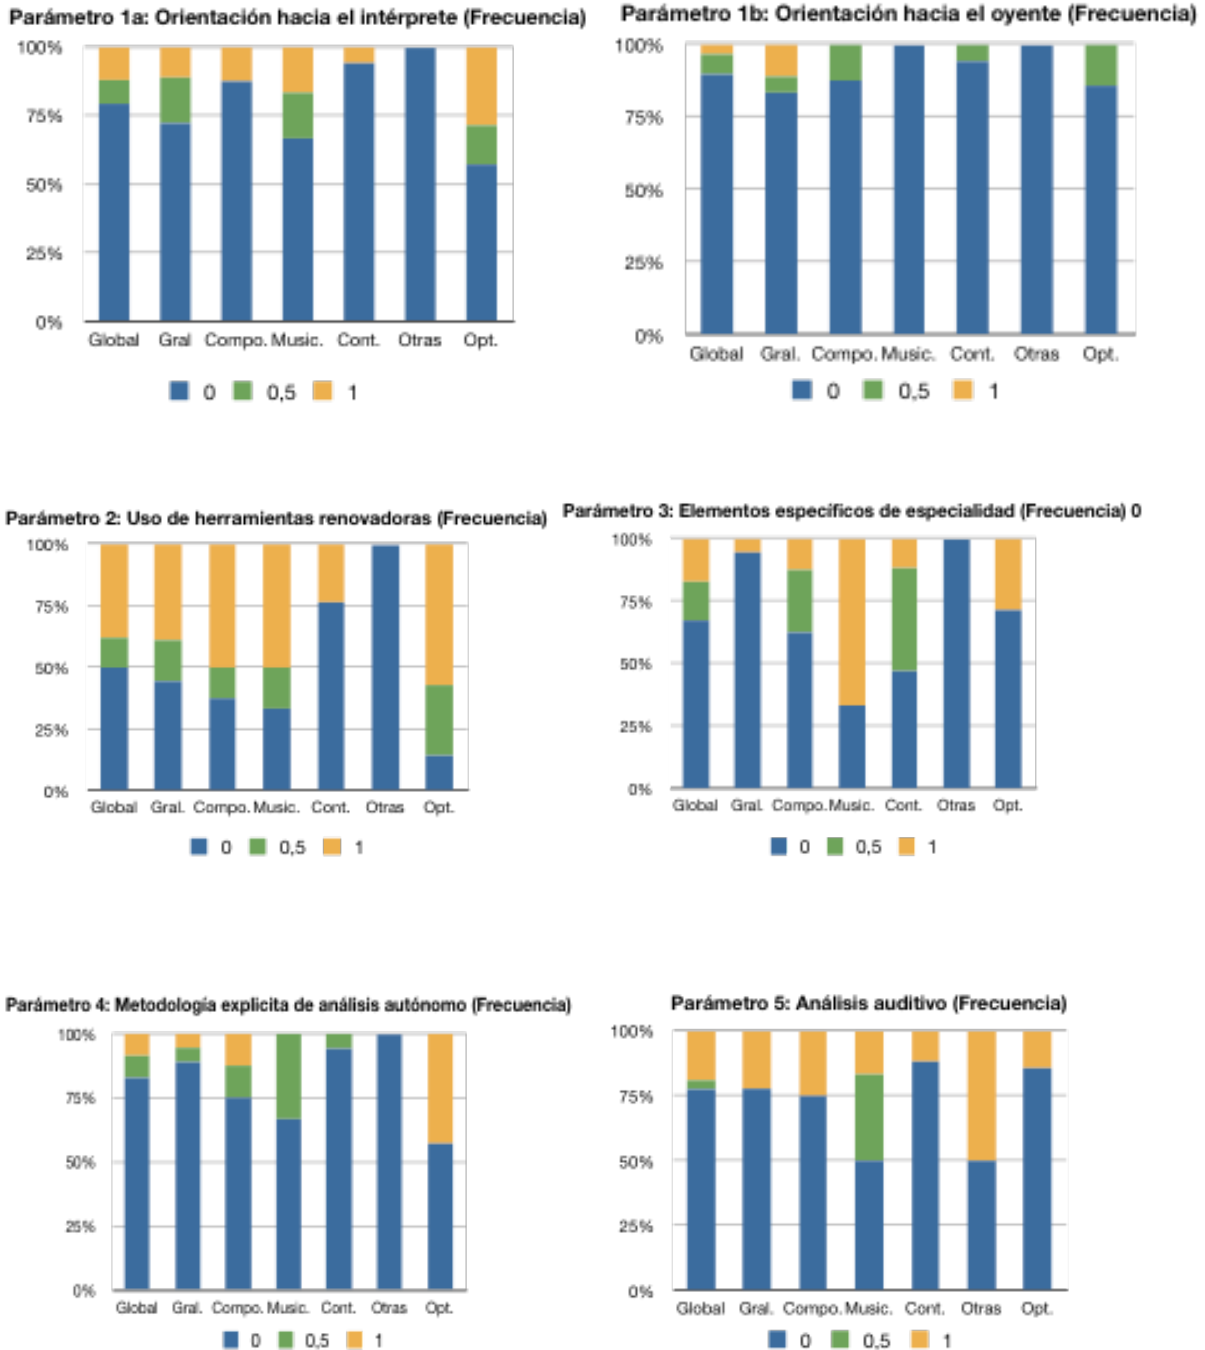 Parámetro 1a: Orientación hacia el intérprete (Frecuencia)
100%
75%
50%
25%
0%
Global Gral Compo. Music. Cont. Otras Opt.
0 0,5 1
Parámetro 1b: Orientación hacia el oyente (Frecuencia)
100%
75%
50%
25%
0%
Global Gral. Compo. Music. Cont. Otras Opt.
0 0,5 1
Parámetro 2: Uso de herramientas renovadoras (Frecuencia)
100%
75%
50%
25%
0%
Global Gral. Compo. Music. Cont. Otras Opt.
0 0,5 1
Parámetro 3: Elementos específicos de especialidad (Frecuencia) 0
100%
75%
50%
25%
0%
Global Gral. Compo. Music. Cont. Otras Opt.
0 0,5 1
Parámetro 4: Metodología explicita de análisis autónomo (Frecuencia)
100%
75%
50%
25%
0%
Global Gral. Compo. Music. Cont. Otras Opt.
0 0,5 1
Parámetro 5: Análisis auditivo (Frecuencia)
100%
75%
50%
25%
0%
Global Gral. Compo. Music. Cont. Otras Opt.
0 0,5 1